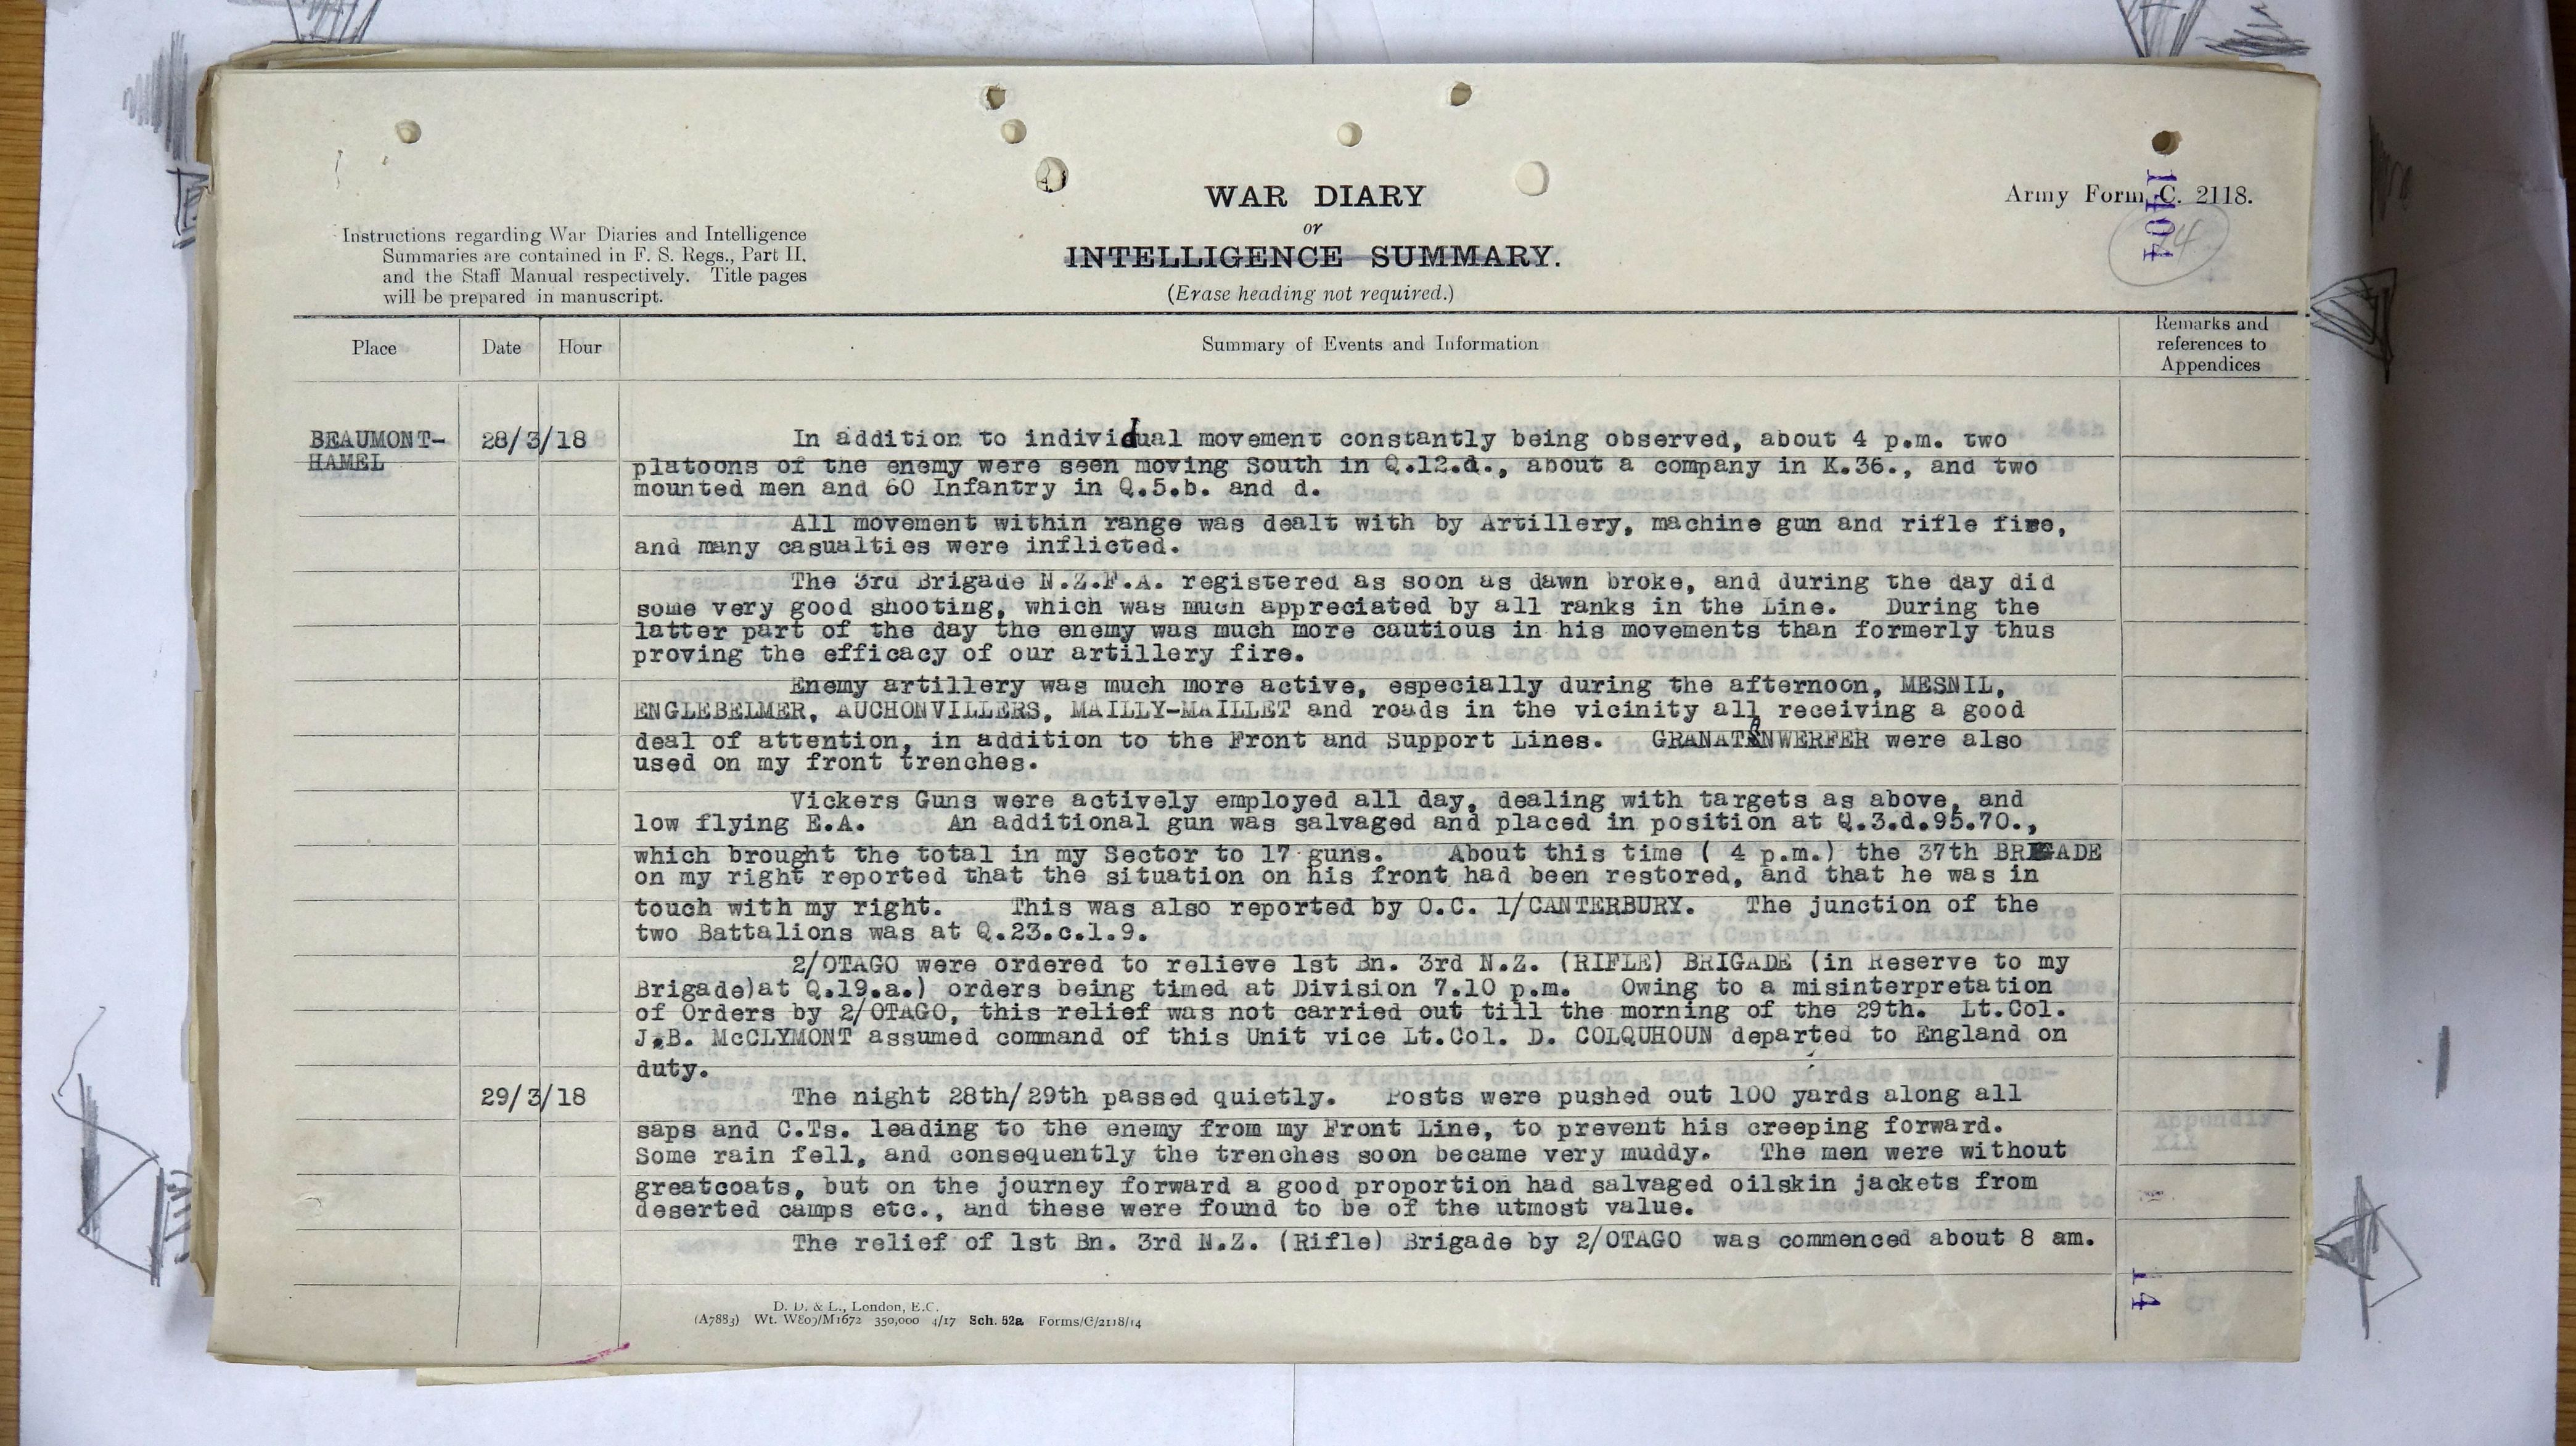 WAR DIARY
or
INTELLIGENCE SUMMARY.
(Erase heading not required.)
Army Form C. 2118.
1404
Instructions regarding War Diaries and Intelligence
Summaries are contained in F. S. Regs., Part II,
and the Staff Manual respectively. Title pages
will be prepared in manuscript.
Place Date Hour Summary of Events and Information Remarks and
references to
Appendices
BEAUMONT-
HAMEL
28/3/18
In addition to individual movement constantly being observed, about 4 p.m. two
platoons of the enemy were seen moving South in Q.12.d., about a company in K.36., and two
mounted men and 60 Infantry in Q.5.b. and d.
All movement within range was dealt with by Artillery, machine gun and rifle fire,
and many casualties were inflicted.
The 3rd Brigade N.Z.F.A. registered as soon as dawn broke, and during the day did
some very good shooting, which was much appreciated by all ranks in the Line. During the
latter part of the day the enemy was much more cautious in his movements than formerly thus
proving the efficacy of our artillery fire.
Enemy artillery was much more active, especially during the afternoon, MESNIL,
ENGLEBELMER, AUCHONVILLERS, MAILLY-MAILLET and roads in the vicinity all receiving a good
deal of attention, in addition to the Front and Support Lines. GRANATENWERFER were also
used on my front trenches.
Vickers Guns were actively employed all day, dealing with targets as above, and
low flying E.A. An additional gun was salvaged and placed in position at Q.3.d.95.70.,
which brought the total in my Sector to 17 guns. About this time ( 4 p.m.) the 37th BRIGADE
on my right reported that the situation on his front had been restored, and that he was in
touch with my right. This was also reported by O.C. 1/CANTERBURY. The junction of the
two Battalions was at Q.23.c.1.9.
2/OTAGO were ordered to relieve 1st Bn. 3rd N.Z. (RIFLE) BRIGADE (in Reserve to my
Brigade)at Q.19.a.) orders being timed at Division 7.10 p.m. Owing to a misinterpretation
of Orders by 2/OTAGO, this relief was not carried out till the morning of the 29th. Lt.Col.
J.B. McCLYMONT assumed command of this Unit vice Lt.Col. D. COLQUHOUN departed to England on
duty.
29/3/18
The night 28th/29th passed quietly. Posts were pushed out 100 yards along all
saps and C.Ts. leading to the enemy from my Front Line, to prevent his creeping forward.
Some rain fell, and consequently the trenches soon became very muddy. The men were without
greatcoats, but on the journey forward a good proportion had salvaged oilskin jackets from
deserted camps etc., and these were found to be of the utmost value.
The relief of 1st Bn. 3rd N.Z. (Rifle) Brigade by 2/OTAGO was commenced about 8 am.
14
D. D. & L., London, E.C.
(A7883) Wt. W809/M1672 350,000 4/17 Sch. 52a Forms/C/2118/14